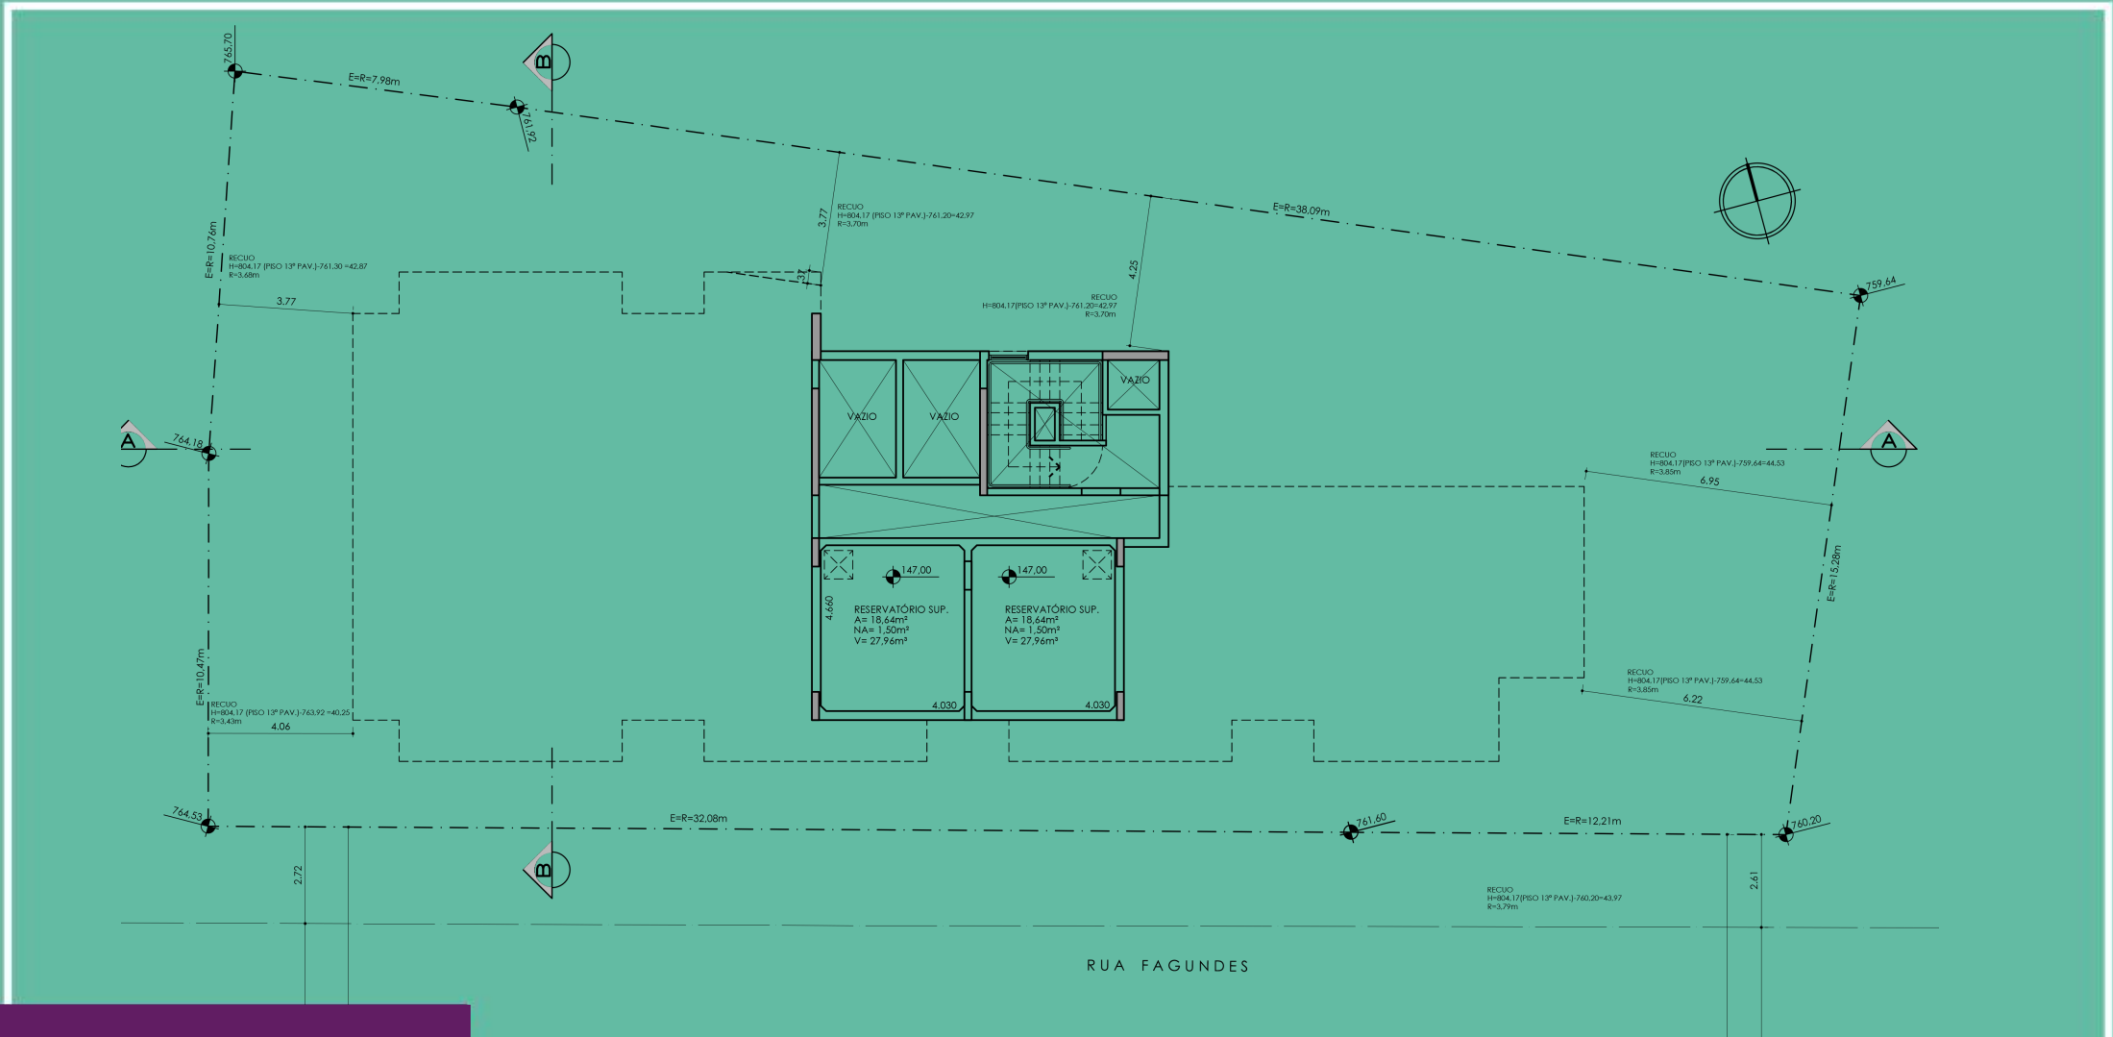 765.70
E=R=7,98m
B
761.92
RECUO
H=804.17 (PISO 13º PAV.)-761.20=42.97
R=3,70m
3.77
E=R=38,09m
E=R=10,76m
RECUO
H=804.17 (PISO 13º PAV.)-761.30 =42.87
R=3,68m
3.77
.37
4.25
RECUO
H=804.17(PISO 13º PAV.)-761.20=42.97
R=3,70m
759,64
VAZIO
VAZIO
VAZIO
A
764.18
A
RECUO
H=804.17(PISO 13º PAV.)-759.64=44.53
R=3,85m
6.95
E=R=15,28m
147,00
147,00
4.660
RESERVATÓRIO SUP.
A= 18,64m²
NA= 1,50m³
V= 27,96m³
RESERVATÓRIO SUP.
A= 18,64m²
NA= 1,50m³
V= 27,96m³
4.030
4.030
E=R=10,47m
RECUO
H=804.17 (PISO 13º PAV.)-763.92 =40.25
R=3,43m
4.06
RECUO
H=804.17(PISO 13º PAV.)-759.64=44.53
R=3,85m
6.22
764.53
E=R=32,08m
761,60
E=R=12,21m
760,20
2.72
B
2.61
RECUO
H=804.17(PISO 13º PAV.)-760.20=43.97
R=3,79m
RUA FAGUNDES